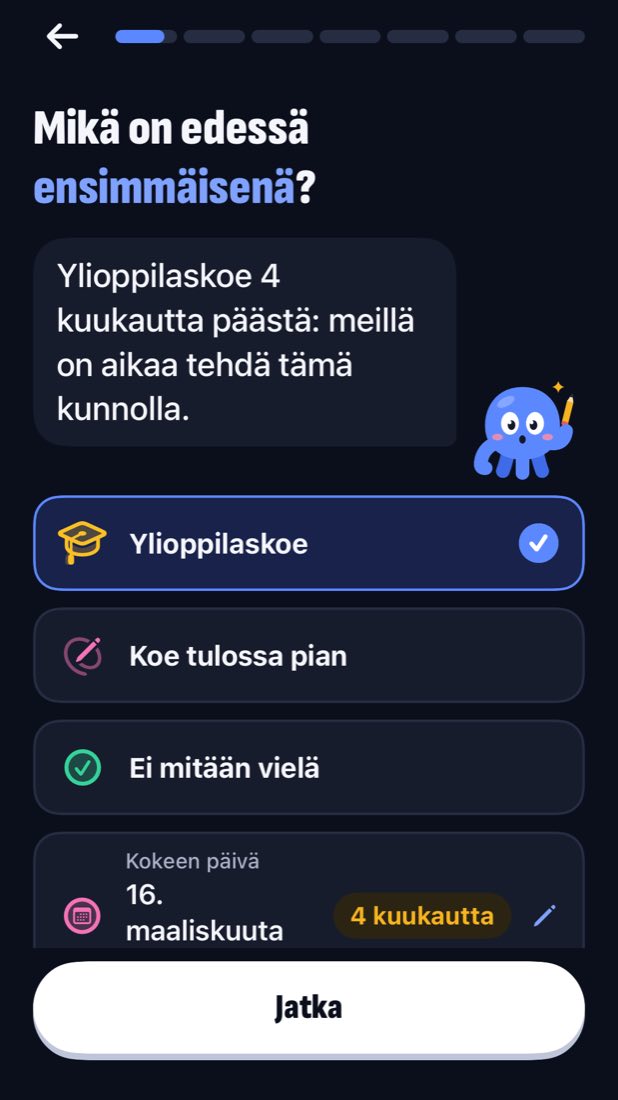 Mikä on edessä
ensimmäisenä?
Ylioppilaskoe 4
kuukautta päästä: meillä
on aikaa tehdä tämä
kunnolla.
Ylioppilaskoe
Koe tulossa pian
Ei mitään vielä
Kokeen päivä
16.
maaliskuuta
4 kuukautta
Jatka